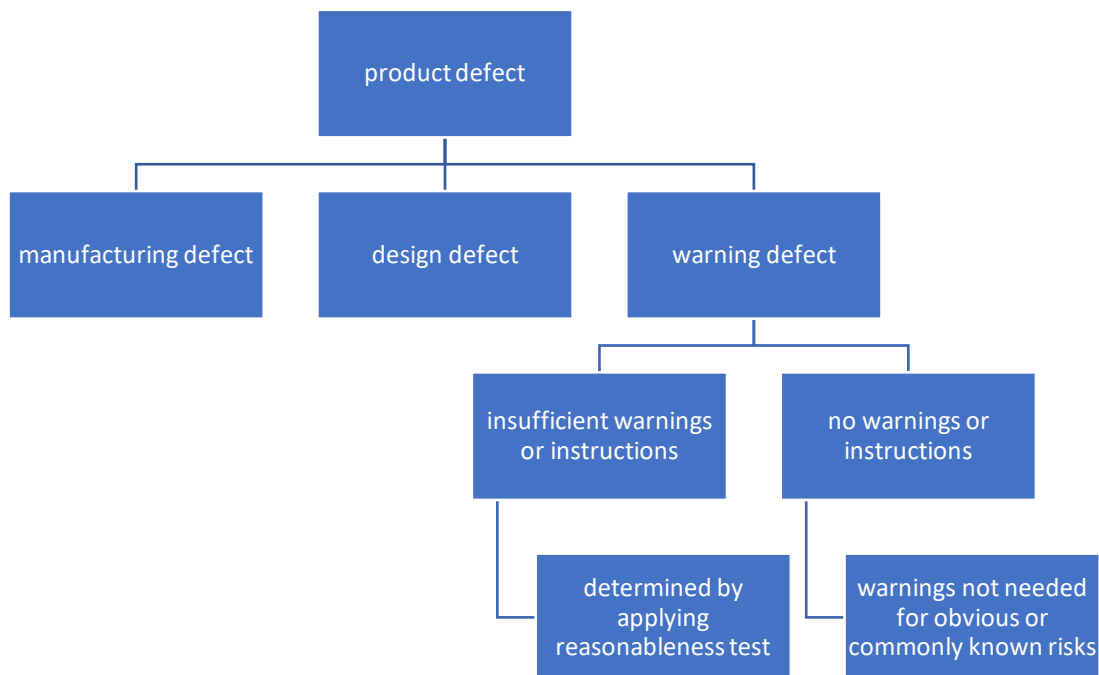 product defect
manufacturing defect
design defect
warning defect
insufficient warnings
or instructions
no warnings or
instructions
determined by
applying
reasonableness test
warnings not needed
for obvious or
commonly known risks